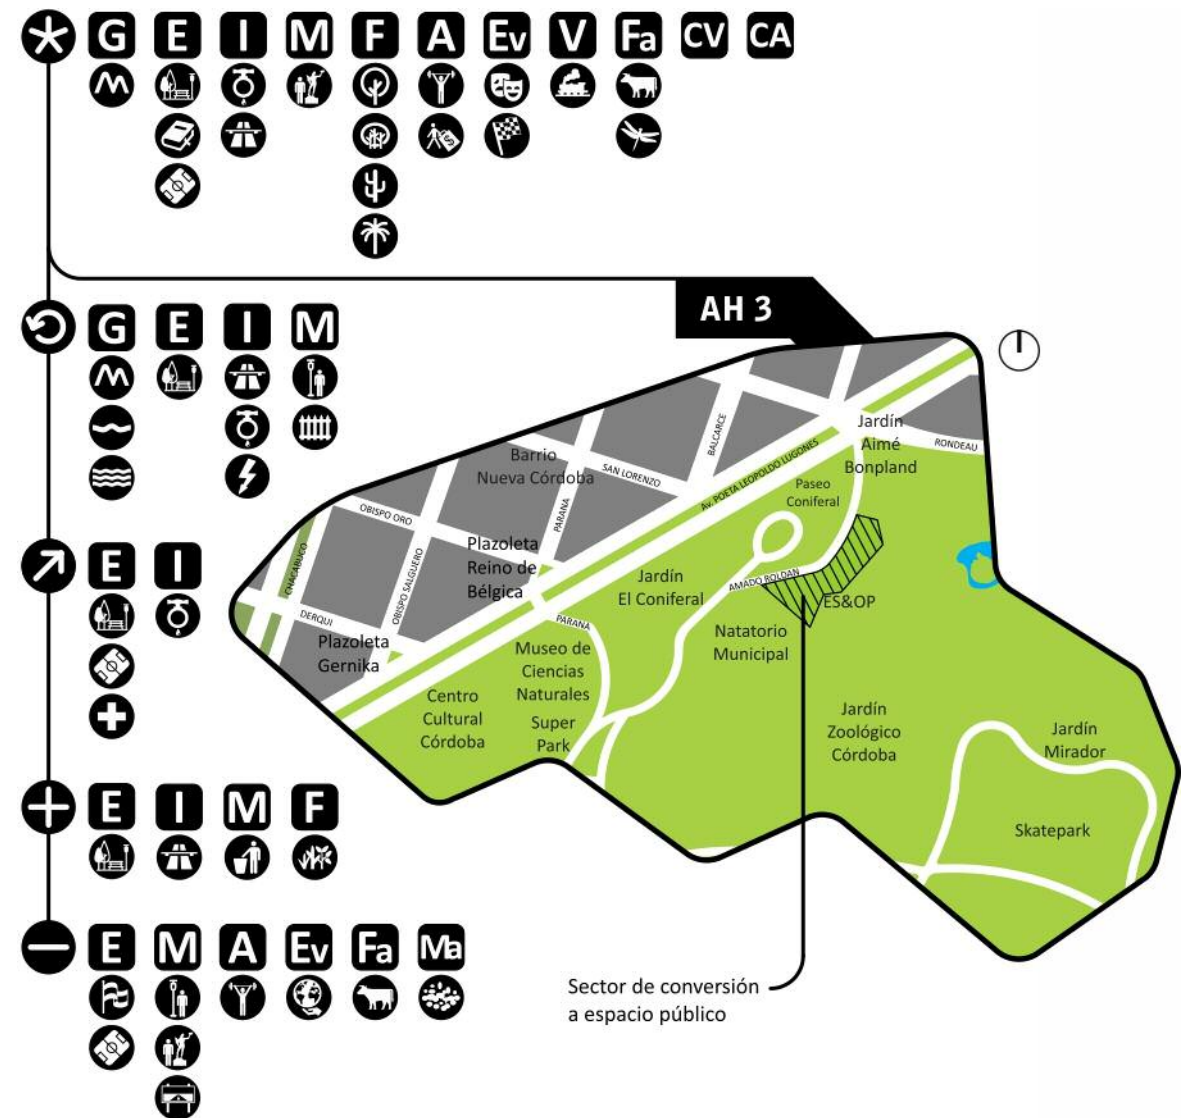 G E I M F A Ev V Fa CV CA
AH 3
G E I M
Jardín
Aimé
Bonpland
RONDEAU
BALCARCE
Barrio
Nueva Córdoba
SAN LORENZO
Av. POETA LEOPOLDO LUGONES
Paseo
Coniferal
OBISPO ORO
PARANA
Plazoleta
Reino de
Bélgica
CHACABUCO
OBISPO SALGUERO
E I
Jardín
El Coniferal
AMADO ROLDAN
ES&OP
DERQUI
PARANA
Plazoleta
Gernika
Natatorio
Municipal
Museo de
Ciencias
Naturales
Centro
Cultural
Córdoba
Super
Park
Jardín
Zoológico
Córdoba
Jardín
Mirador
Skatepark
E I M F
E M A Ev Fa Ma
Sector de conversión
a espacio público